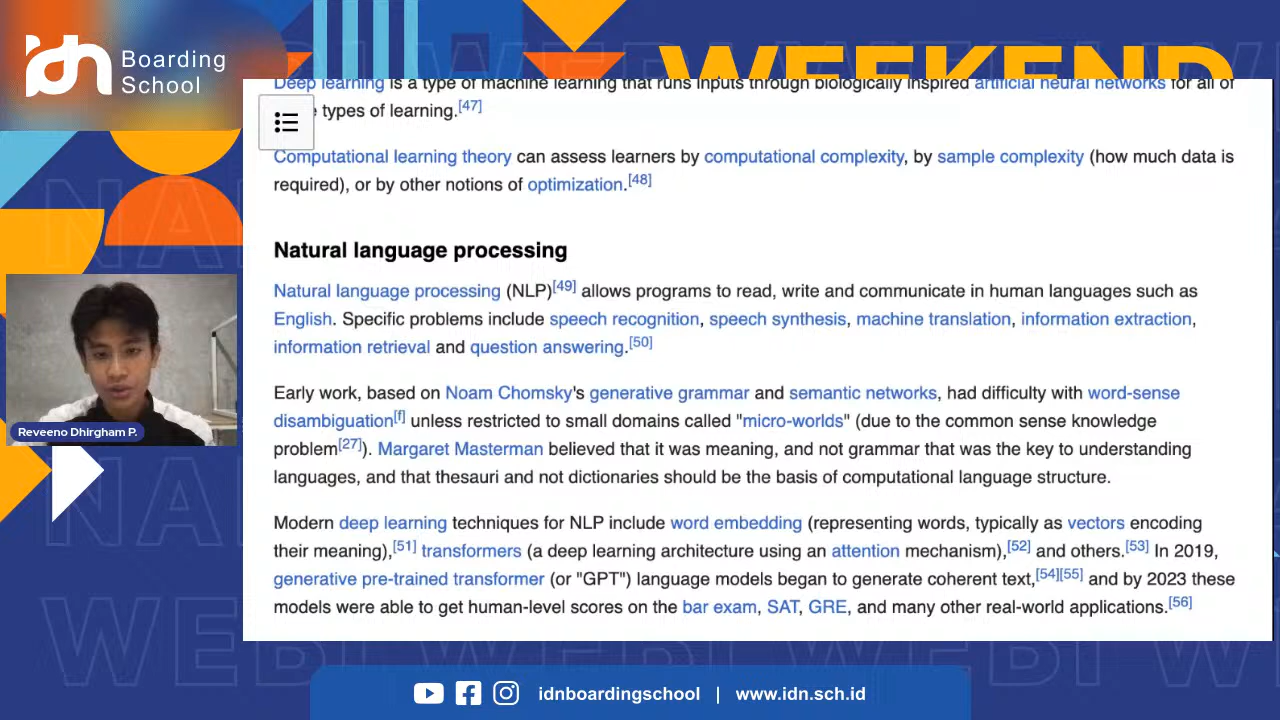 idn Boarding
School
WEEKEND
Deep learning is a type of machine learning that runs inputs through biologically inspired artificial neural networks for all of
types of learning.[47]
Computational learning theory can assess learners by computational complexity, by sample complexity (how much data is
required), or by other notions of optimization.[48]
Natural language processing
Natural language processing (NLP)[49] allows programs to read, write and communicate in human languages such as
English. Specific problems include speech recognition, speech synthesis, machine translation, information extraction,
information retrieval and question answering.[50]
Early work, based on Noam Chomsky's generative grammar and semantic networks, had difficulty with word-sense
disambiguation[f] unless restricted to small domains called "micro-worlds" (due to the common sense knowledge
problem[27]). Margaret Masterman believed that it was meaning, and not grammar that was the key to understanding
languages, and that thesauri and not dictionaries should be the basis of computational language structure.
Modern deep learning techniques for NLP include word embedding (representing words, typically as vectors encoding
their meaning),[51] transformers (a deep learning architecture using an attention mechanism),[52] and others.[53] In 2019,
generative pre-trained transformer (or "GPT") language models began to generate coherent text,[54][55] and by 2023 these
models were able to get human-level scores on the bar exam, SAT, GRE, and many other real-world applications.[56]
Reveeno Dhirgham P.
idnboardingschool | www.idn.sch.id